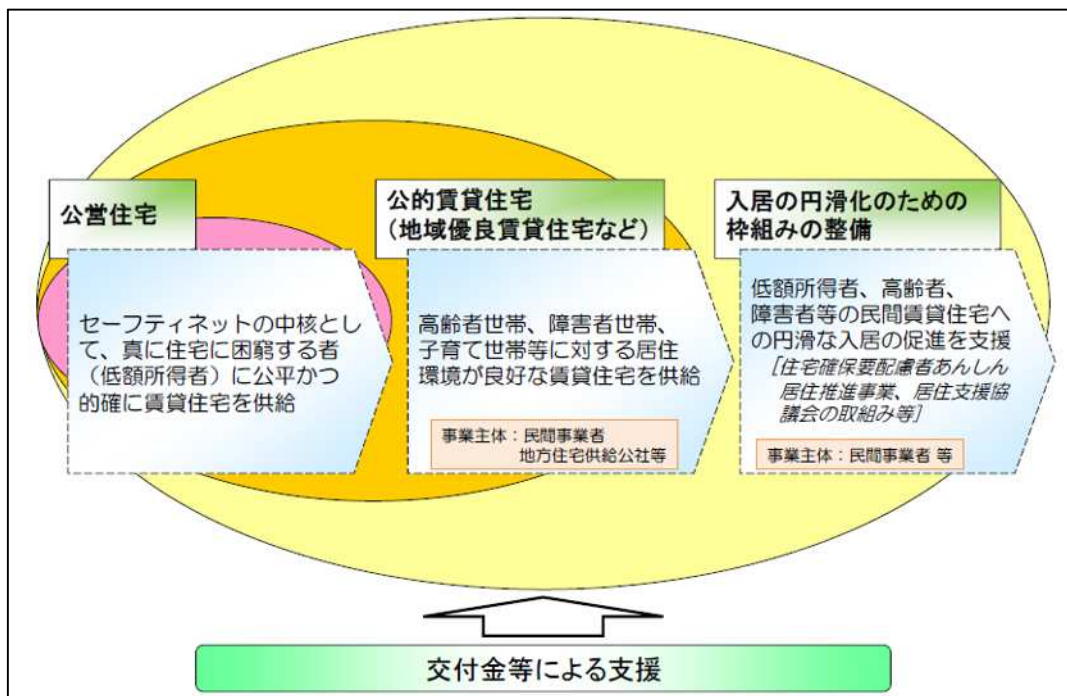 公営住宅
セーフティネットの中核とし
て、真に住宅に困窮する者
（低額所得者）に公平かつ
的確に賃貸住宅を供給
公的賃貸住宅
（地域優良賃貸住宅など）
高齢者世帯、障害者世帯、
子育て世帯等に対する居住
環境が良好な賃貸住宅を供給
事業主体：民間事業者
地方住宅供給公社等
入居の円滑化のための
枠組みの整備
低額所得者、高齢者、
障害者等の民間賃貸住宅へ
の円滑な入居の促進を支援
［住宅確保要配慮者あんしん
居住推進事業、居住支援協
議会の取組み等］
事業主体：民間事業者 等
交付金等による支援